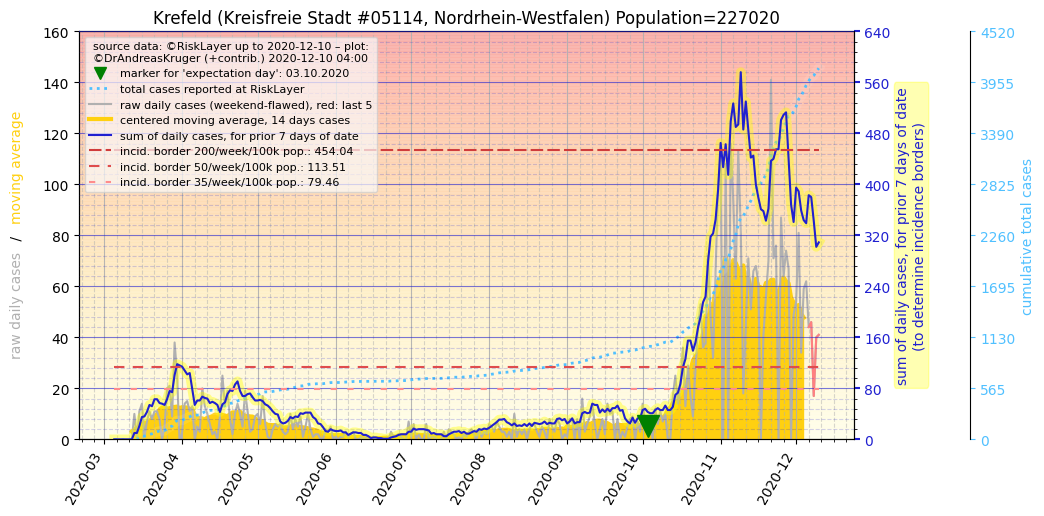 Krefeld (Kreisfreie Stadt #05114, Nordrhein-Westfalen) Population=227020
source data: ©RiskLayer up to 2020-12-10 – plot:
©DrAndreasKruger (+contrib.) 2020-12-10 04:00
marker for 'expectation day': 03.10.2020
total cases reported at RiskLayer
raw daily cases (weekend-flawed), red: last 5
centered moving average, 14 days cases
sum of daily cases, for prior 7 days of date
incid. border 200/week/100k pop.: 454.04
incid. border 50/week/100k pop.: 113.51
incid. border 35/week/100k pop.: 79.46
raw daily cases / moving average
160
140
120
100
80
60
40
20
0
2020-03
2020-04
2020-05
2020-06
2020-07
2020-08
2020-09
2020-10
2020-11
2020-12
640
560
480
400
320
240
160
80
0
sum of daily cases, for prior 7 days of date
(to determine incidence borders)
4520
3955
3390
2825
2260
1695
1130
565
0
cumulative total cases